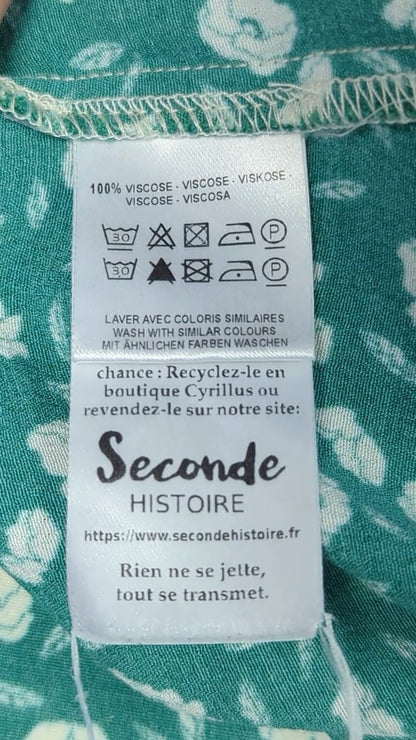 100% VISCOSE - VISCOSE - VISKOSE -
VISCOSE - VISCOSA
30 P
30 P
LAVER AVEC COLORIS SIMILAIRES
WASH WITH SIMILAR COLOURS
MIT ÄHNLICHEN FARBEN WASCHEN
chance : Recyclez-le en
boutique Cyrillus ou
revendez-le sur notre site:
Seconde
HISTOIRE
https://www.secondehistoire.fr
Rien ne se jette,
tout se transmet.